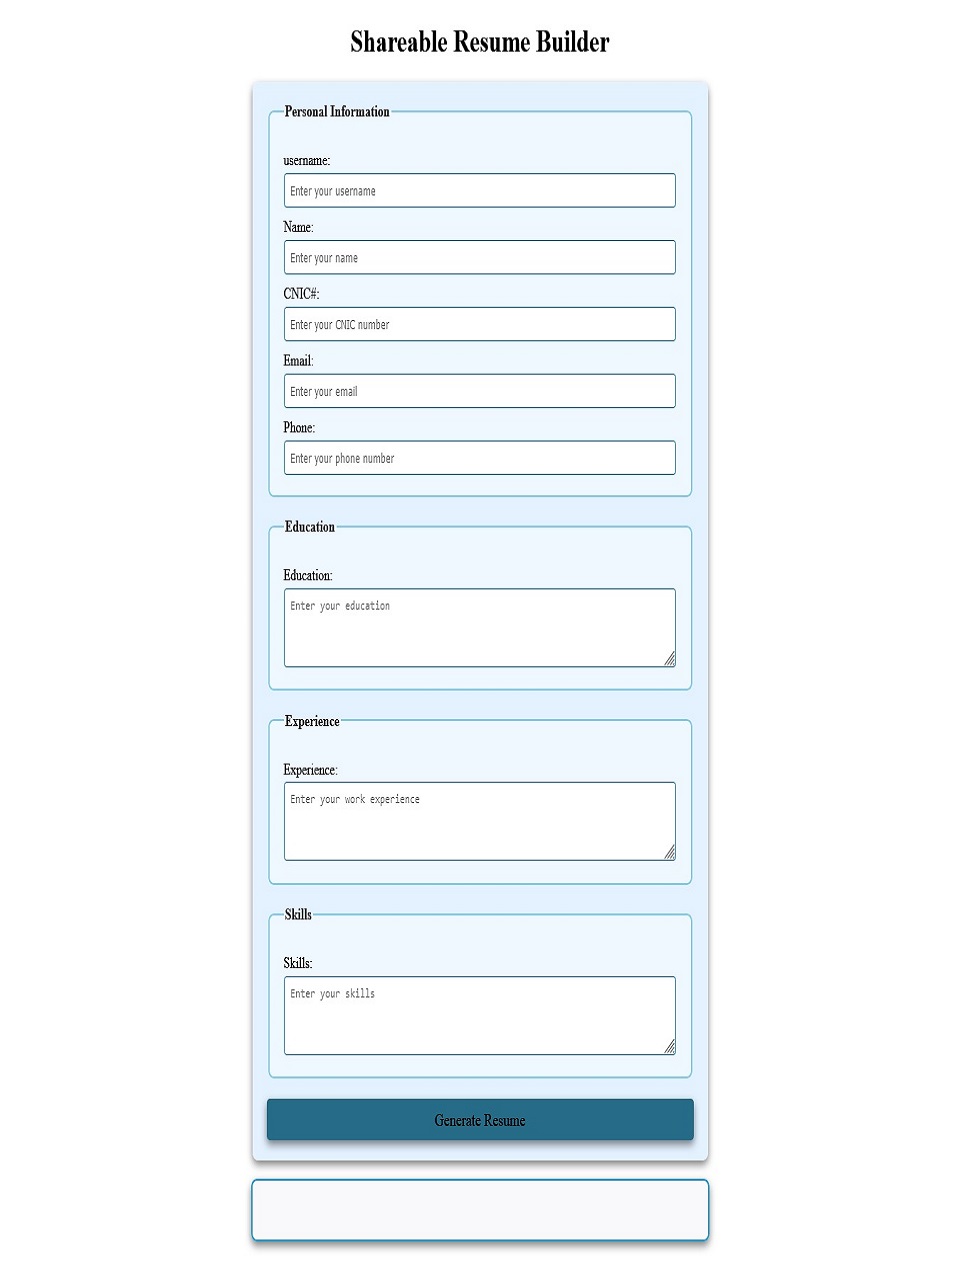 Shareable Resume Builder
Personal Information
username:
Enter your username
Name:
Enter your name
CNIC#:
Enter your CNIC number
Email:
Enter your email
Phone:
Enter your phone number
Education
Education:
Enter your education
Experience
Experience:
Enter your work experience
Skills
Skills:
Enter your skills
Generate Resume